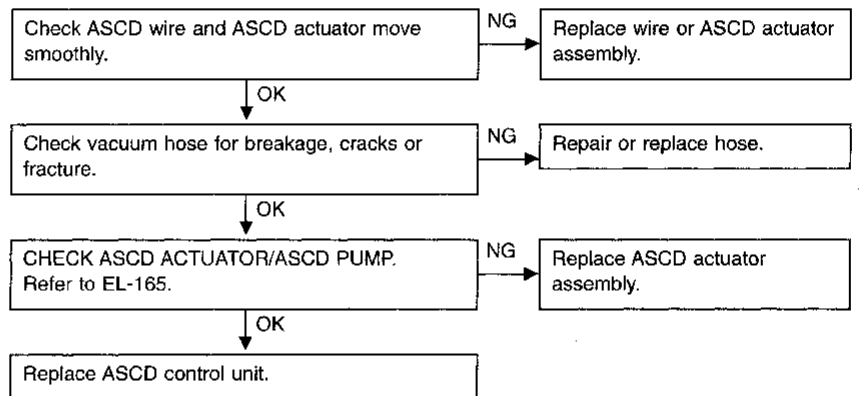 Check ASCD wire and ASCD actuator move
smoothly.
NG
Replace wire or ASCD actuator
assembly.
OK
Check vacuum hose for breakage, cracks or
fracture.
NG
Repair or replace hose.
OK
CHECK ASCD ACTUATOR/ASCD PUMP.
Refer to EL-165.
NG
Replace ASCD actuator
assembly.
OK
Replace ASCD control unit.